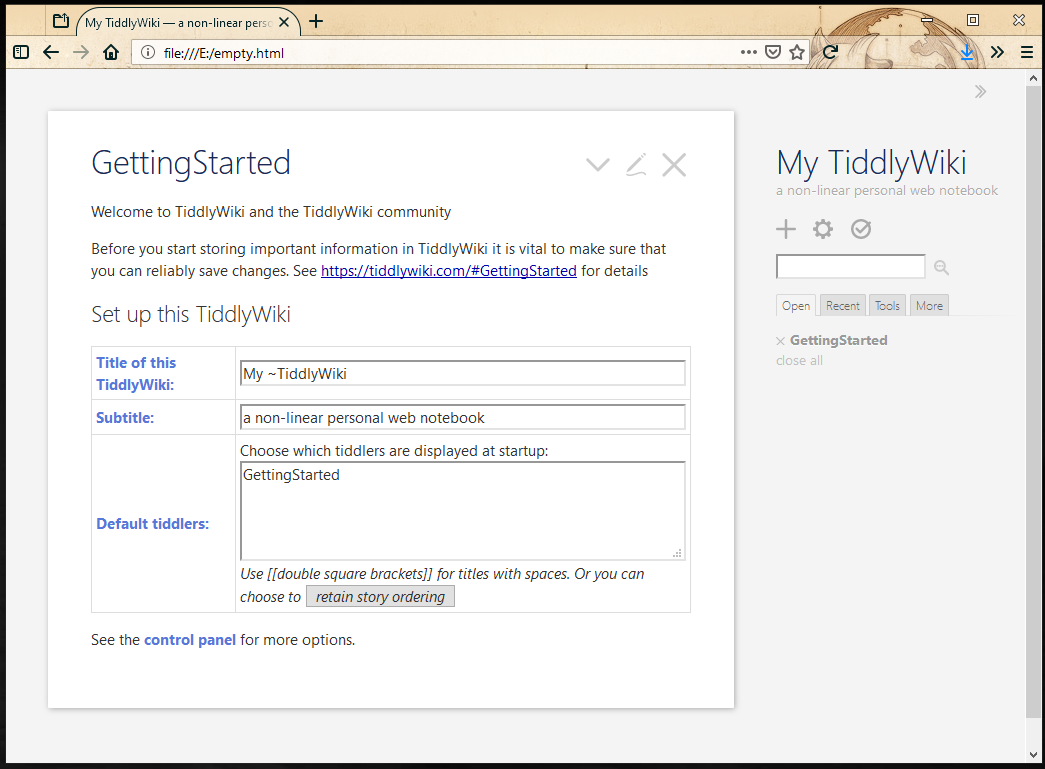 My TiddlyWiki — a non-linear perso
file:///E:/empty.html
GettingStarted
Welcome to TiddlyWiki and the TiddlyWiki community
Before you start storing important information in TiddlyWiki it is vital to make sure that
you can reliably save changes. See https://tiddlywiki.com/#GettingStarted for details
Set up this TiddlyWiki
Title of this
TiddlyWiki:
My ~TiddlyWiki
Subtitle:
a non-linear personal web notebook
Default tiddlers:
Choose which tiddlers are displayed at startup:
GettingStarted
Use [[double square brackets]] for titles with spaces. Or you can
choose to retain story ordering
See the control panel for more options.
My TiddlyWiki
a non-linear personal web notebook
Open Recent Tools More
GettingStarted
close all